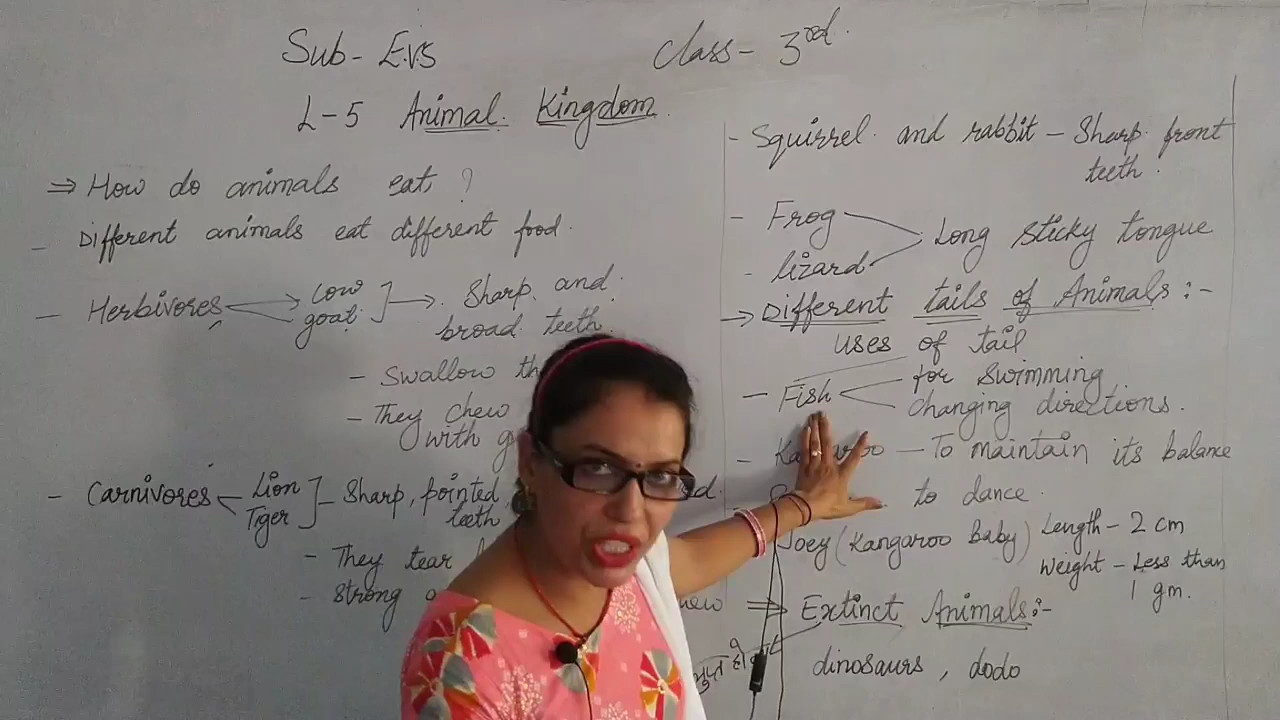 Sub- E.V.S
Class- 3rd.
L-5 Animal Kingdom.
⇒ How do animals eat ?
- Different animals eat different food.
- Herbivores Cow goat ] → Sharp and
broad teeth.
- Swallow
- They chew
with
- Carnivores Lion Tiger ] - Sharp, pointed
teeth
- They tear
- Strong
- Squirrel and rabbit - Sharp front
teeth.
- Frog
- lizard
Long sticky tongue
→ Different tails of Animals :-
uses of tail
- Fish for swimming
changing directions.
- To maintain its balance
to dance.
Joey (Kangaroo Baby) Length - 2 cm
weight - Less than
1 gm.
⇒ Extinct Animals:-
dinosaurs, dodo